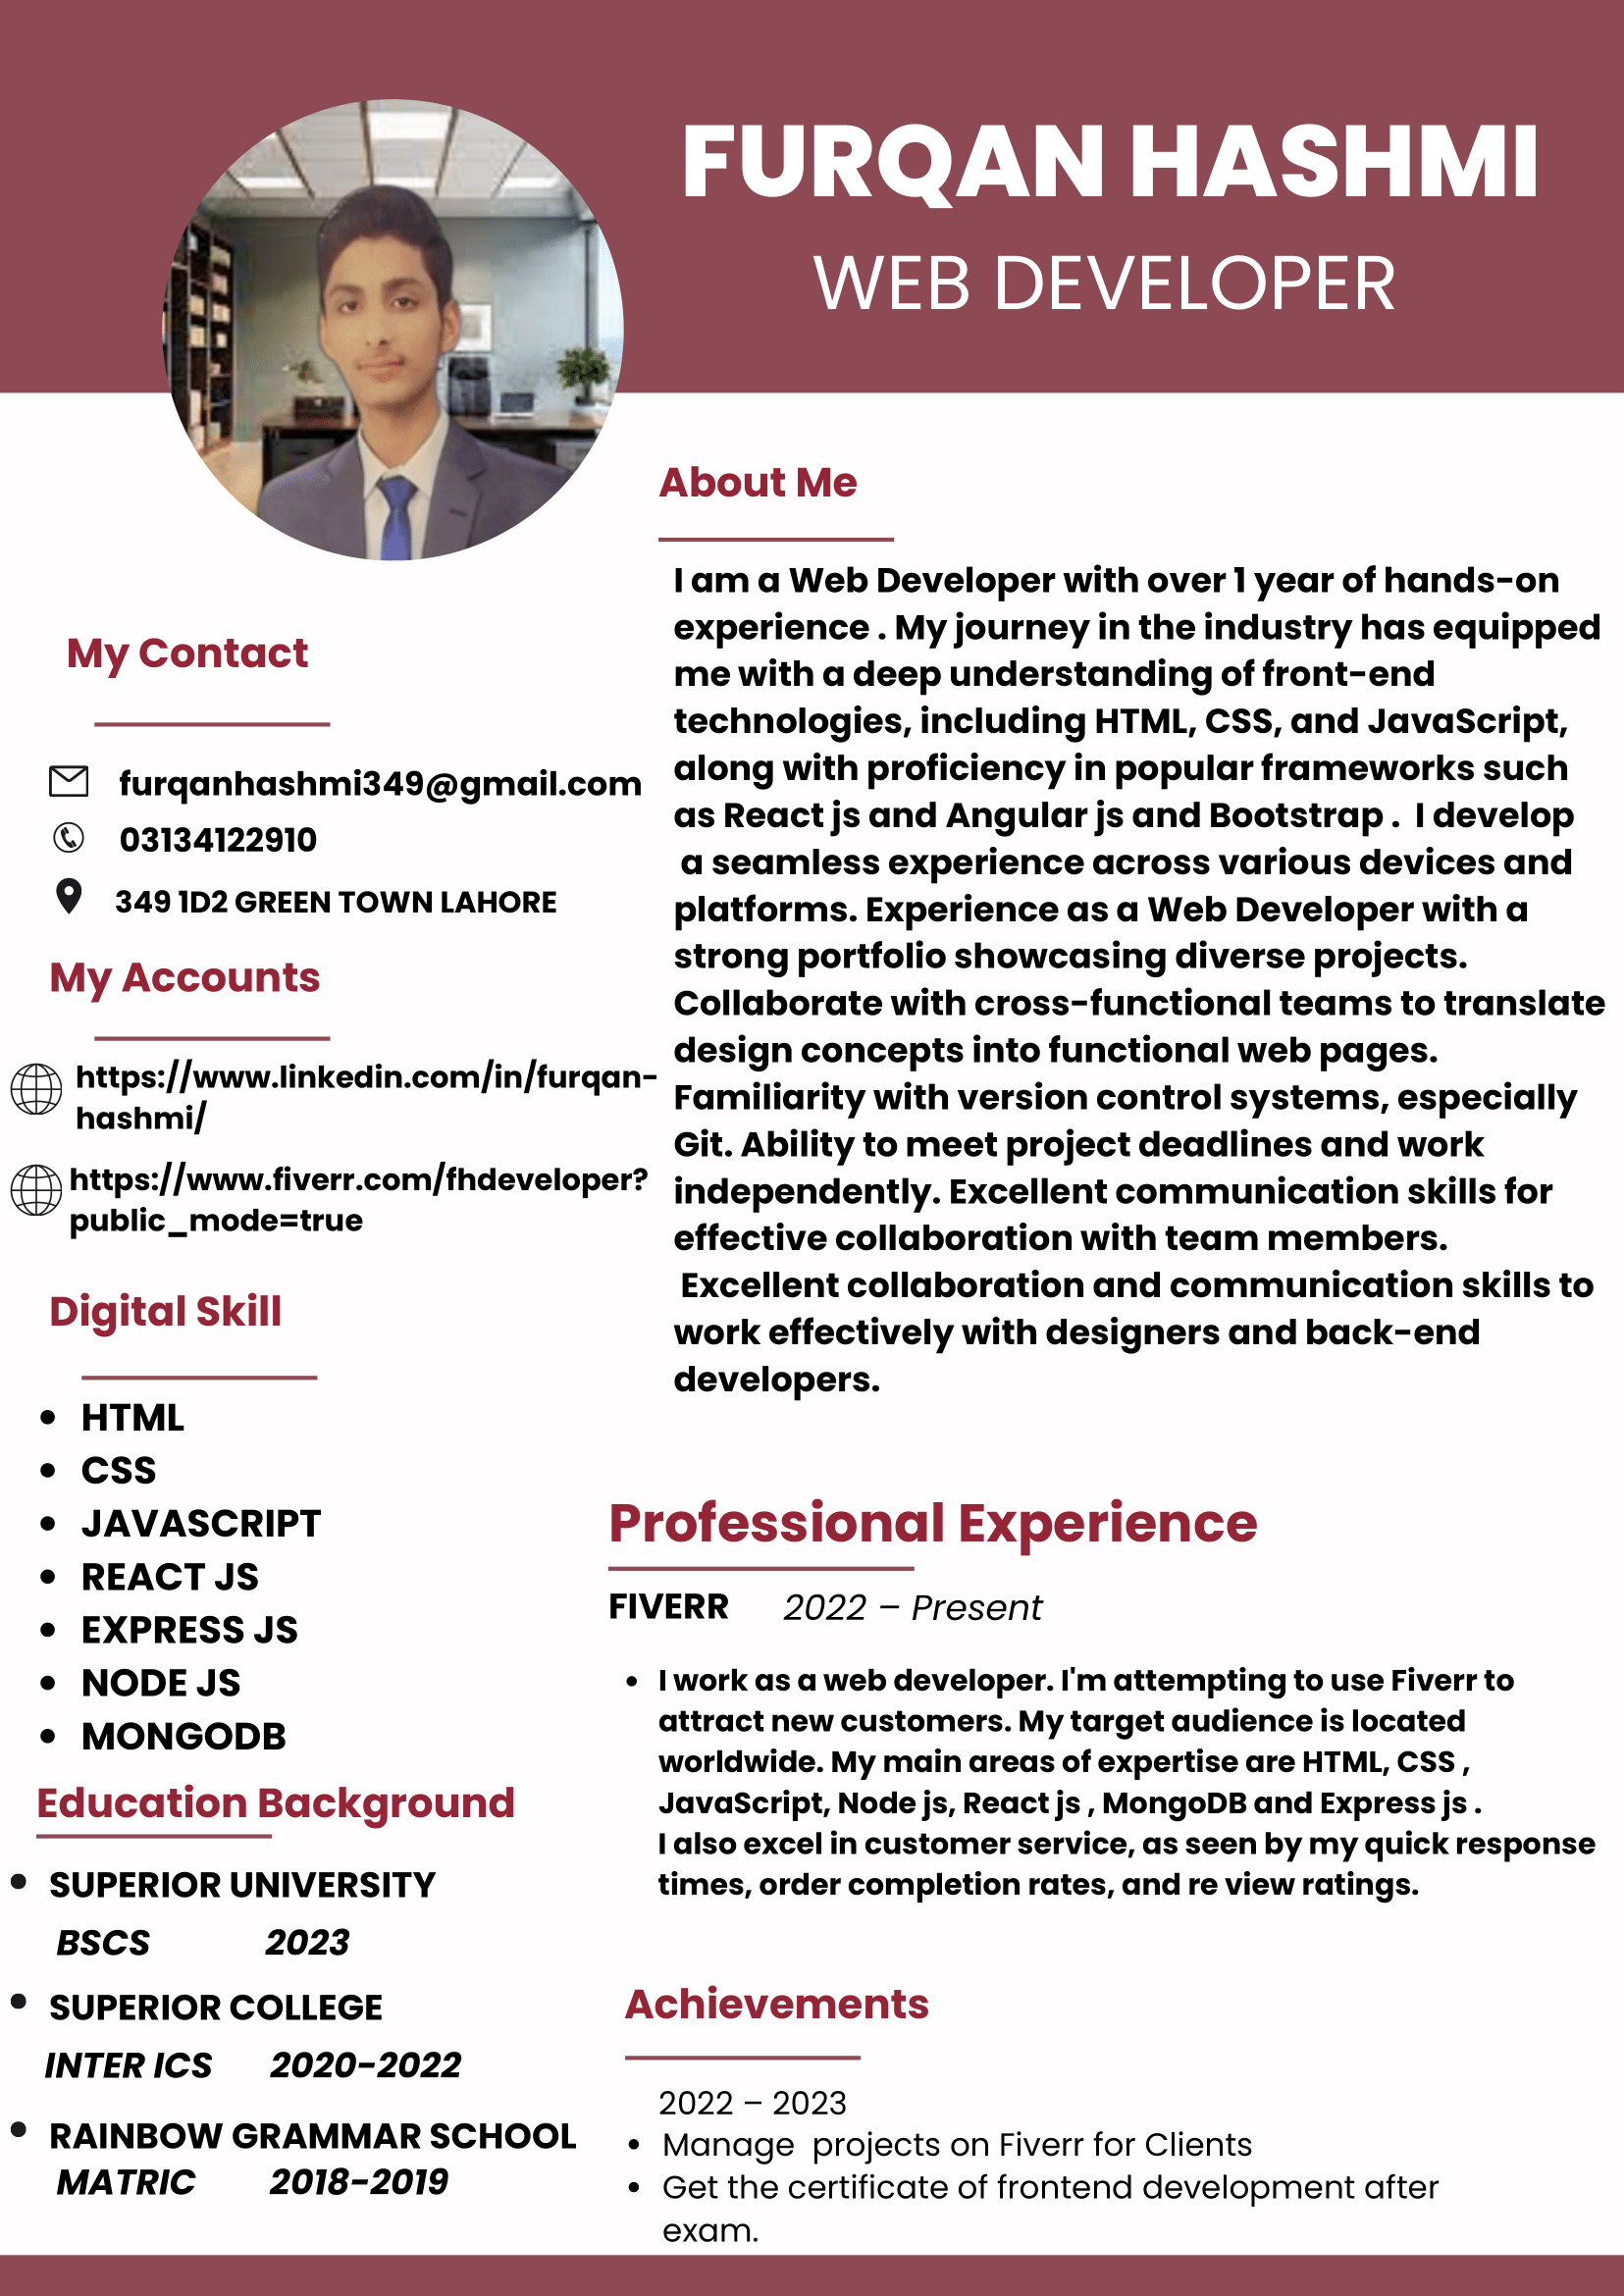 FURQAN HASHMI
WEB DEVELOPER
My Contact
furqanhashmi349@gmail.com
03134122910
349 1D2 GREEN TOWN LAHORE
My Accounts
https://www.linkedin.com/in/furqan-
hashmi/
https://www.fiverr.com/fhdeveloper?
public_mode=true
Digital Skill
• HTML
• CSS
• JAVASCRIPT
• REACT JS
• EXPRESS JS
• NODE JS
• MONGODB
Education Background
• SUPERIOR UNIVERSITY
BSCS 2023
• SUPERIOR COLLEGE
INTER ICS 2020-2022
• RAINBOW GRAMMAR SCHOOL
MATRIC 2018-2019
About Me
I am a Web Developer with over 1 year of hands-on
experience . My journey in the industry has equipped
me with a deep understanding of front-end
technologies, including HTML, CSS, and JavaScript,
along with proficiency in popular frameworks such
as React js and Angular js and Bootstrap . I develop
a seamless experience across various devices and
platforms. Experience as a Web Developer with a
strong portfolio showcasing diverse projects.
Collaborate with cross-functional teams to translate
design concepts into functional web pages.
Familiarity with version control systems, especially
Git. Ability to meet project deadlines and work
independently. Excellent communication skills for
effective collaboration with team members.
Excellent collaboration and communication skills to
work effectively with designers and back-end
developers.
Professional Experience
FIVERR 2022 – Present
• I work as a web developer. I'm attempting to use Fiverr to
attract new customers. My target audience is located
worldwide. My main areas of expertise are HTML, CSS ,
JavaScript, Node js, React js , MongoDB and Express js .
I also excel in customer service, as seen by my quick response
times, order completion rates, and re view ratings.
Achievements
2022 – 2023
• Manage projects on Fiverr for Clients
• Get the certificate of frontend development after
exam.